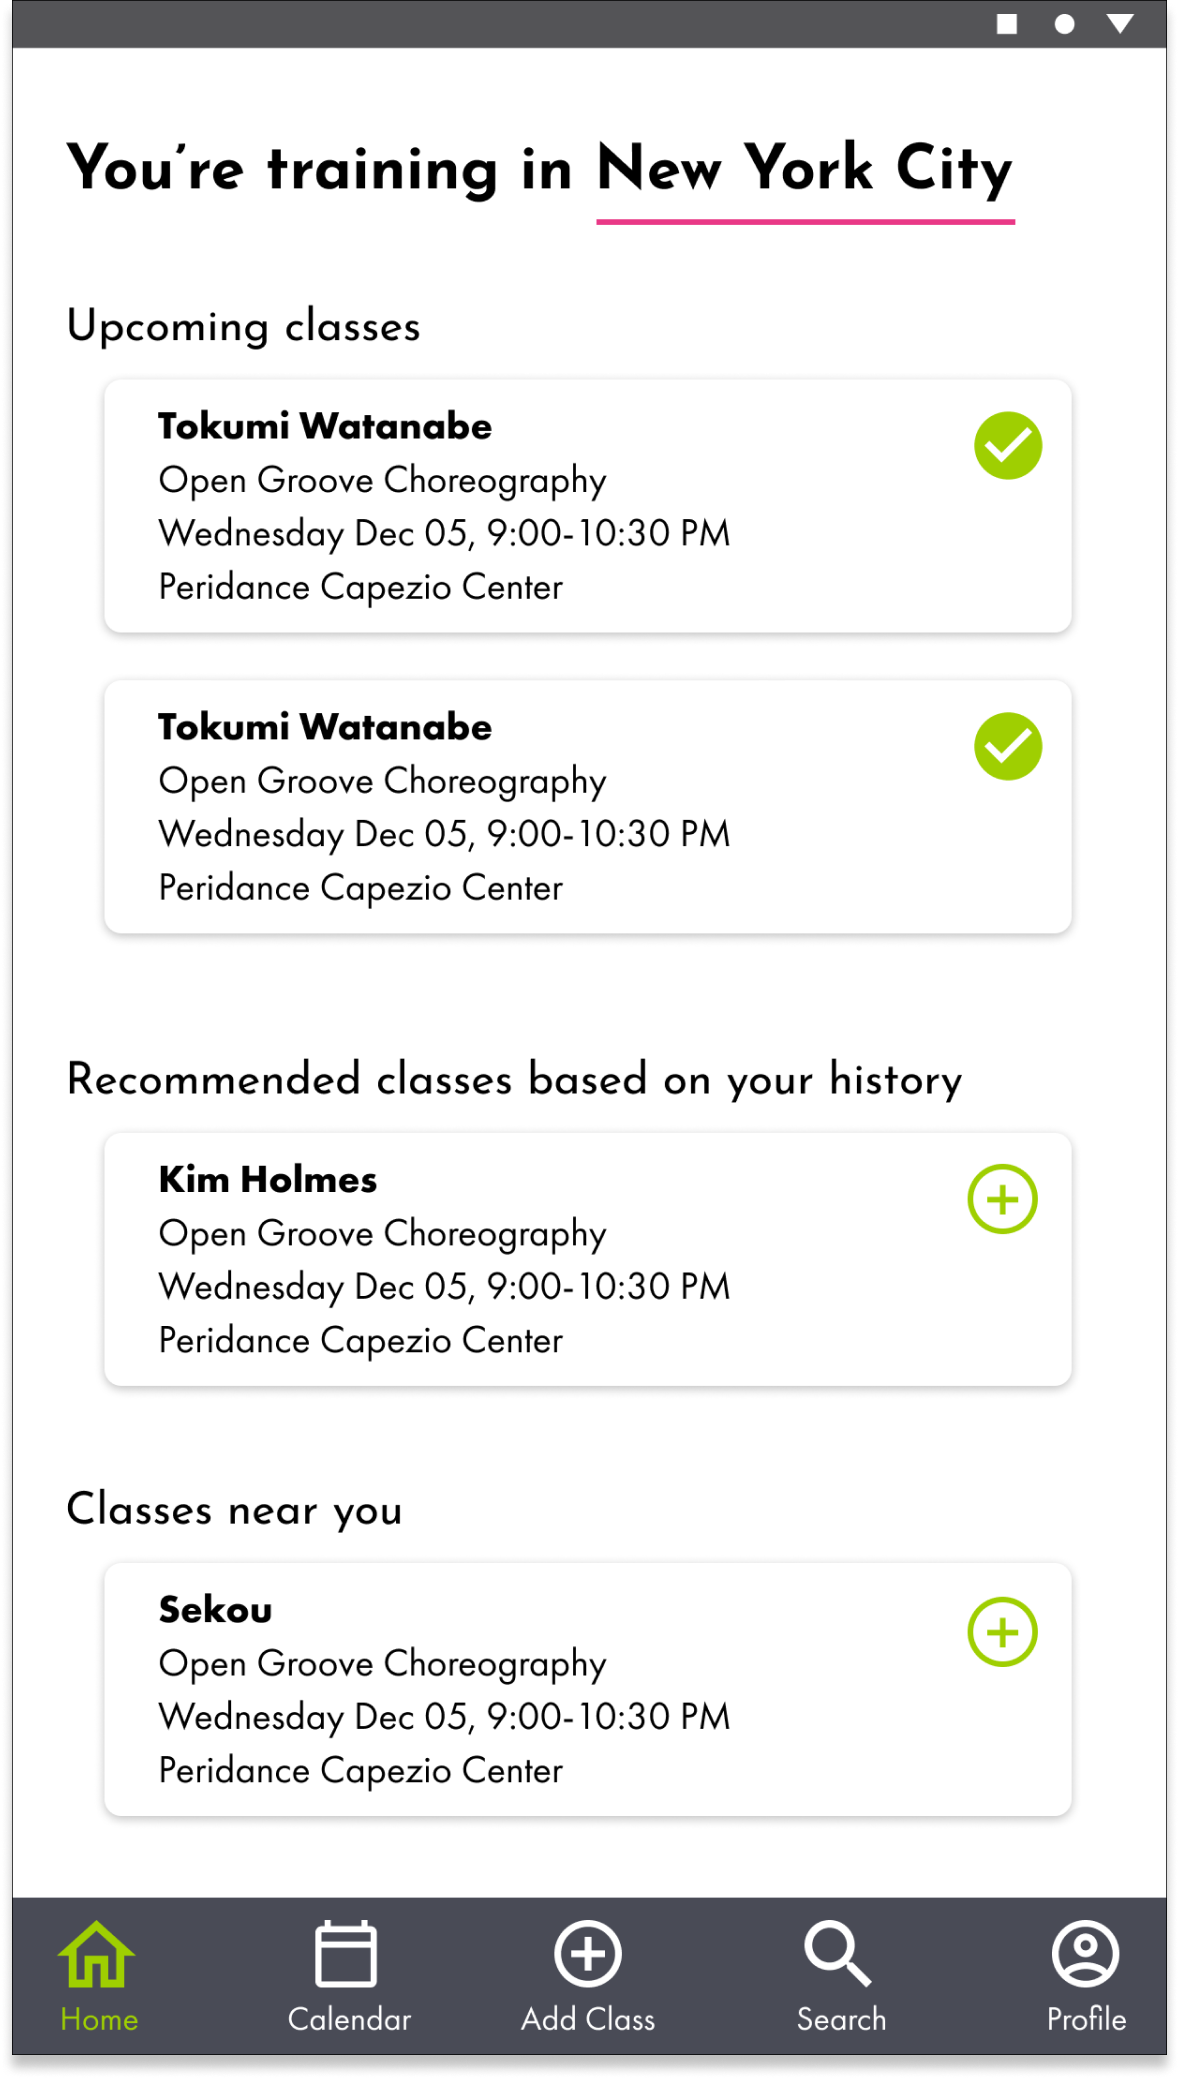 You're training in New York City
Upcoming classes
Tokumi Watanabe
Open Groove Choreography
Wednesday Dec 05, 9:00-10:30 PM
Peridance Capezio Center
Tokumi Watanabe
Open Groove Choreography
Wednesday Dec 05, 9:00-10:30 PM
Peridance Capezio Center
Recommended classes based on your history
Kim Holmes
Open Groove Choreography
Wednesday Dec 05, 9:00-10:30 PM
Peridance Capezio Center
Classes near you
Sekou
Open Groove Choreography
Wednesday Dec 05, 9:00-10:30 PM
Peridance Capezio Center
Home Calendar Add Class Search Profile